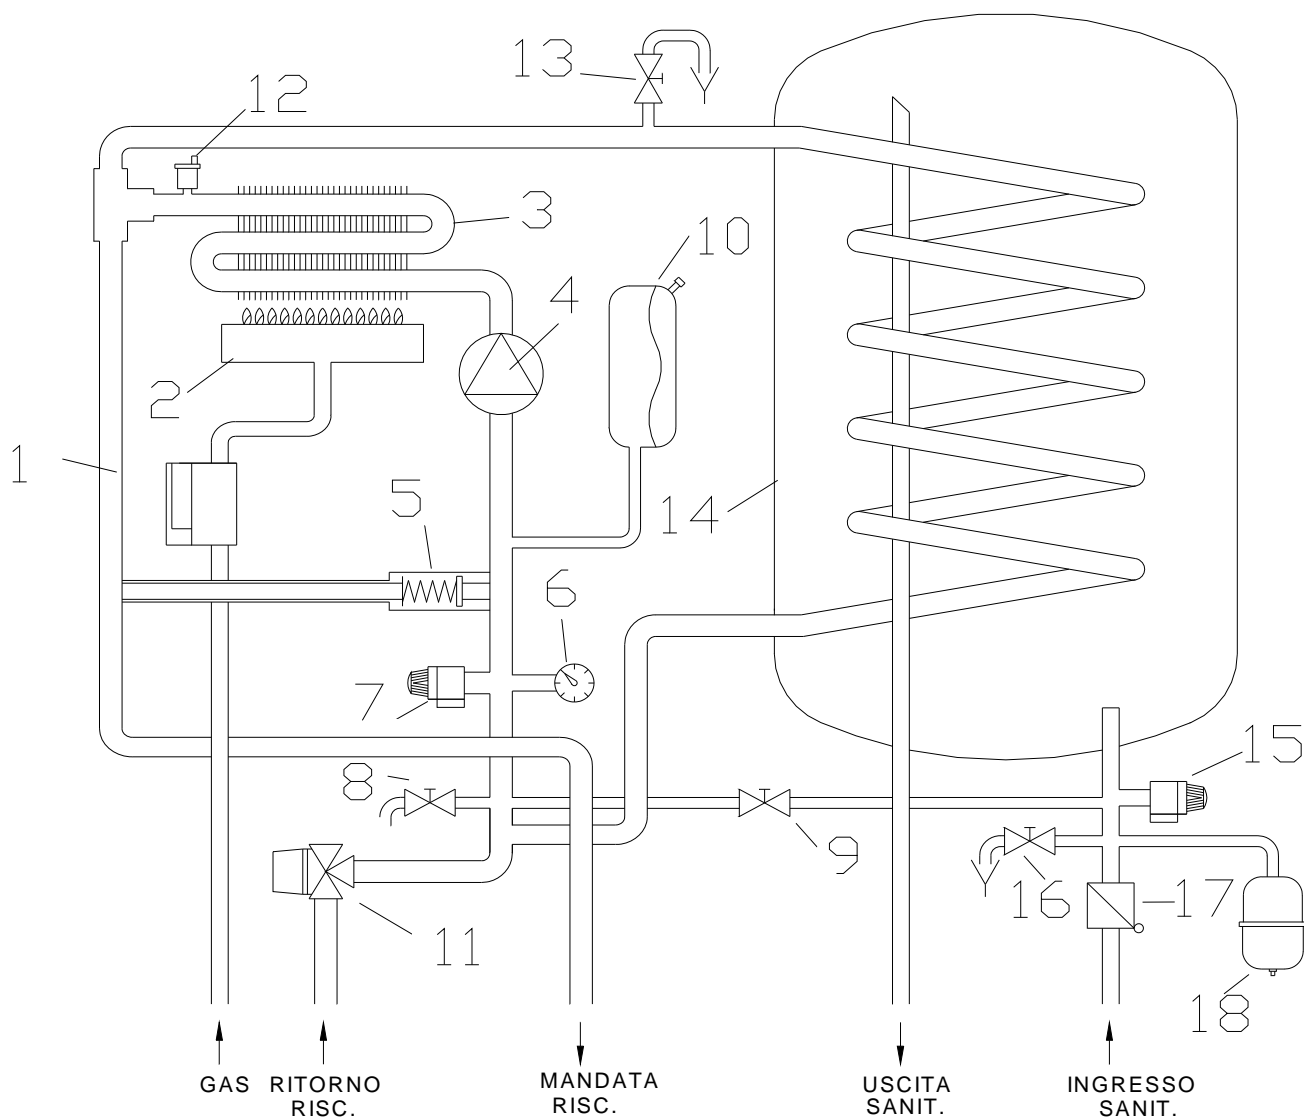 13
12
3
10
4
2
1
5
14
6
7
15
8
9
16
17
11
18
GAS
RITORNO
RISC.
MANDATA
RISC.
USCITA
SANIT.
INGRESSO
SANIT.